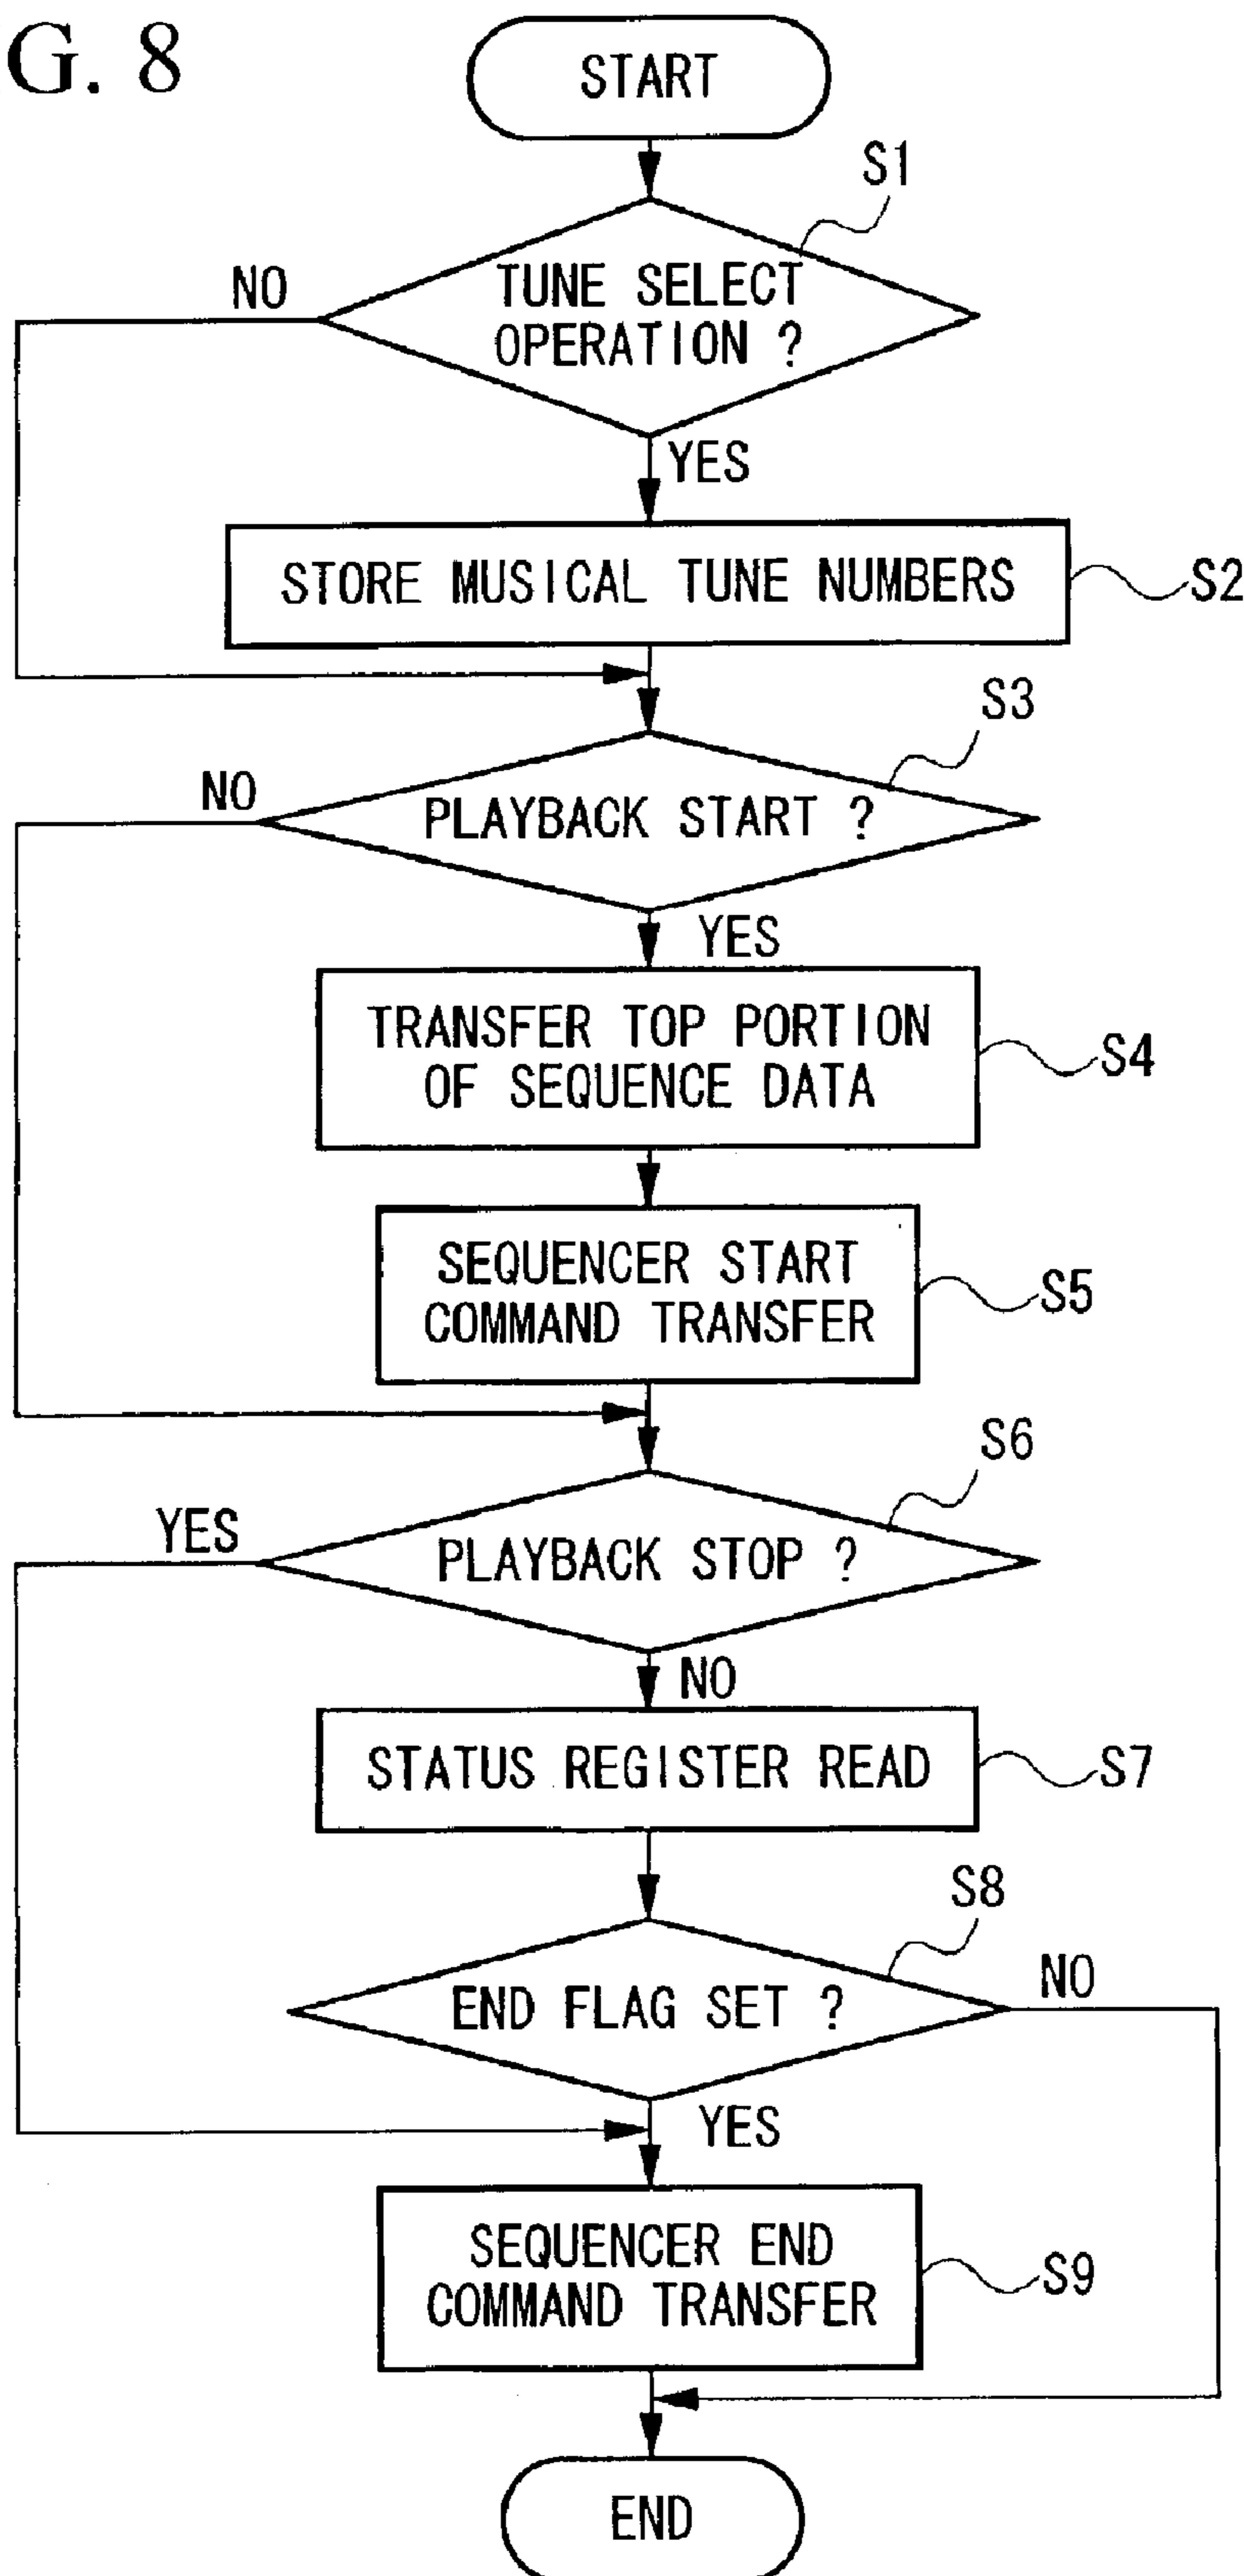 G. 8
START
S1
NO
TUNE SELECT
OPERATION ?
YES
STORE MUSICAL TUNE NUMBERS
S2
S3
NO
PLAYBACK START ?
YES
TRANSFER TOP PORTION
OF SEQUENCE DATA
S4
SEQUENCER START
COMMAND TRANSFER
S5
S6
YES
PLAYBACK STOP ?
NO
STATUS REGISTER READ
S7
S8
NO
END FLAG SET ?
YES
SEQUENCER END
COMMAND TRANSFER
S9
END